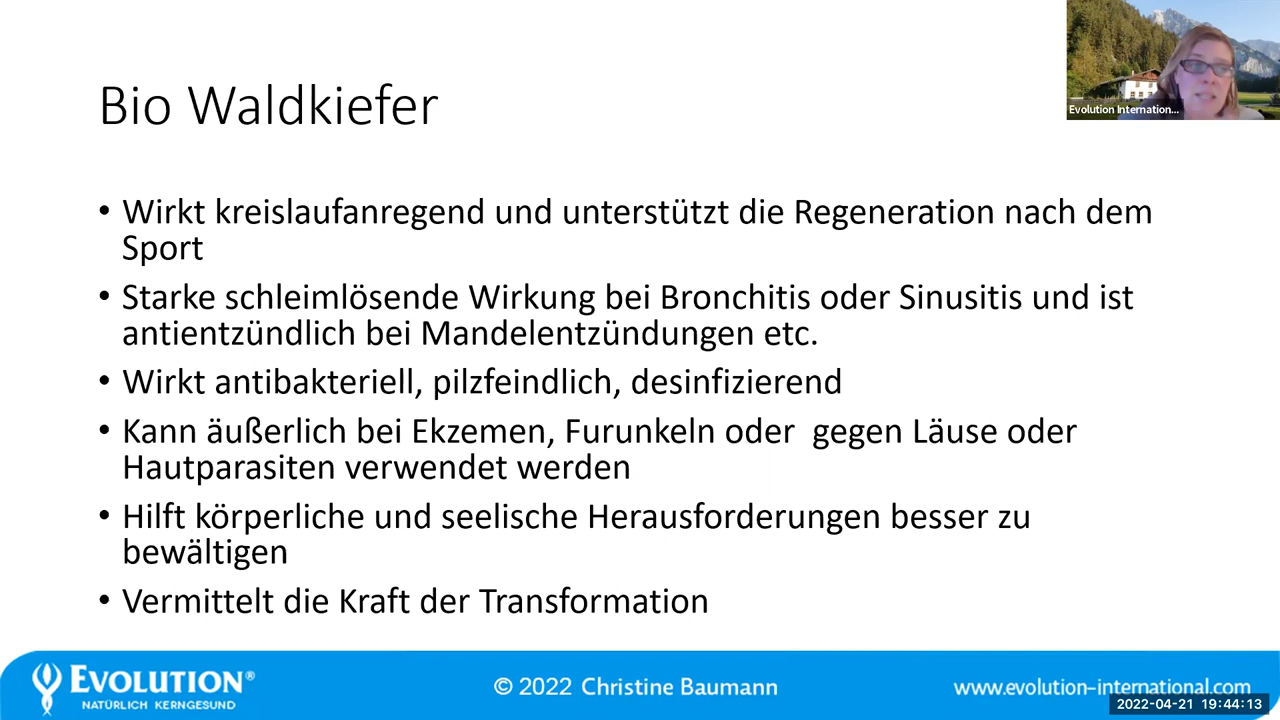 Evolution Internation...
Bio Waldkiefer
• Wirkt kreislaufanregend und unterstützt die Regeneration nach dem
Sport
• Starke schleimlösende Wirkung bei Bronchitis oder Sinusitis und ist
antientzündlich bei Mandelentzündungen etc.
• Wirkt antibakteriell, pilzfeindlich, desinfizierend
• Kann äußerlich bei Ekzemen, Furunkeln oder  gegen Läuse oder
Hautparasiten verwendet werden
• Hilft körperliche und seelische Herausforderungen besser zu
bewältigen
• Vermittelt die Kraft der Transformation
EVOLUTION®
NATÜRLICH KERNGESUND
© 2022 Christine Baumann
www.evolution-international.com
2022-04-21 19:44:13